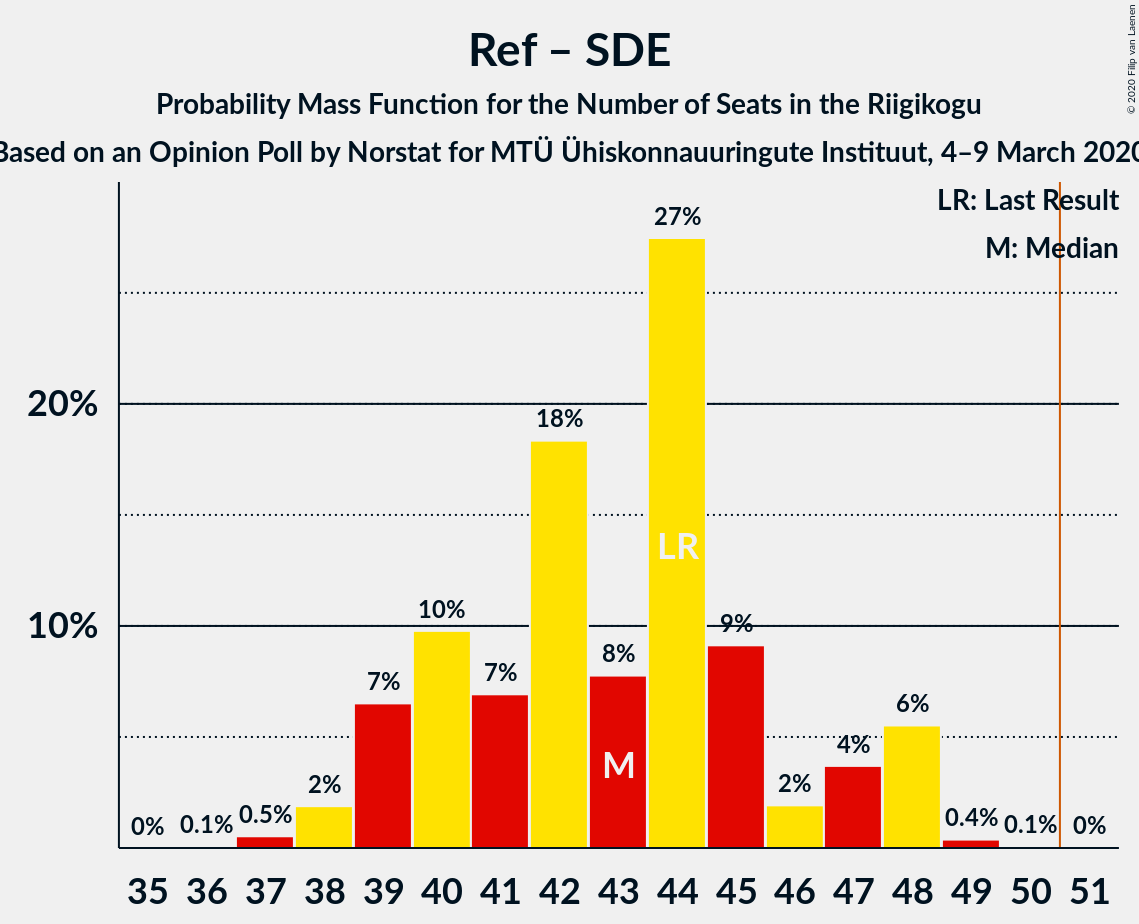 Ref – SDE
Probability Mass Function for the Number of Seats in the Riigikogu
Based on an Opinion Poll by Norstat for MTÜ Ühiskonnauuringute Instituut, 4–9 March 2020
© 2020 Filip van Laenen
LR: Last Result
M: Median
27%
20%
18%
LR
10%
10%
9%
8%
7%
7%
M
6%
4%
2%
2%
0%
0.1%
0.5%
0.4%
0.1%
0%
35 36 37 38 39 40 41 42 43 44 45 46 47 48 49 50 51